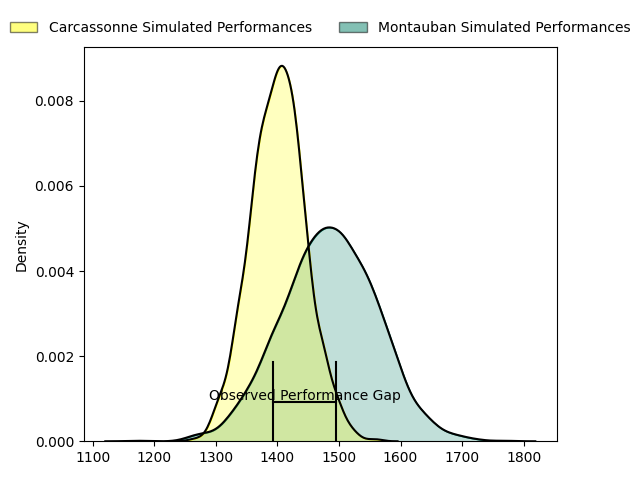 Carcassonne Simulated Performances
Montauban Simulated Performances
0.008
0.006
0.004
0.002
0.000
Density
Observed Performance Gap
1100 1200 1300 1400 1500 1600 1700 1800